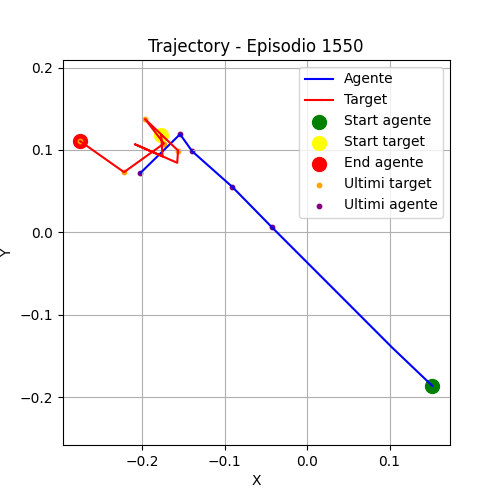 Trajectory - Episodio 1550
Agente
Target
Start agente
Start target
End agente
Ultimi target
Ultimi agente
0.2
0.1
0.0
−0.1
−0.2
Y
−0.2
−0.1
0.0
0.1
X